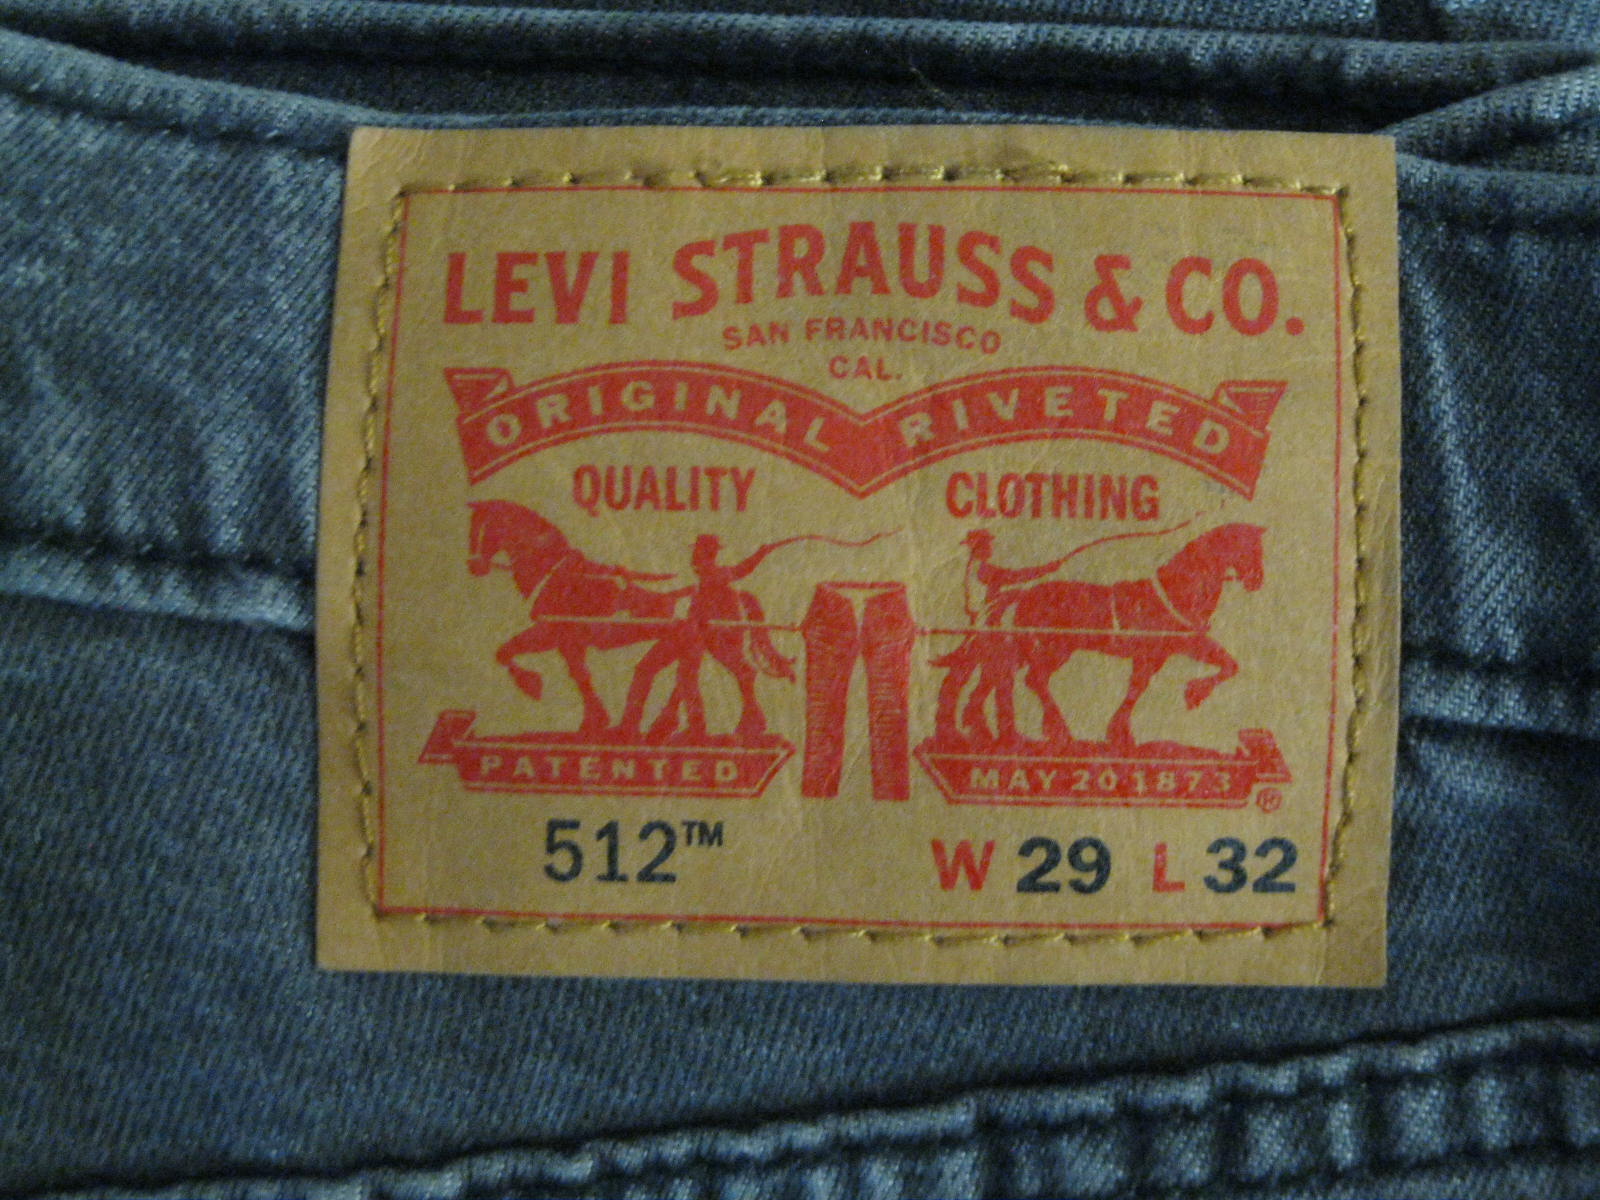 LEVI STRAUSS & CO.
SAN FRANCISCO
CAL.
ORIGINAL RIVETED
QUALITY CLOTHING
PATENTED MAY 20 1873 ®
512™ W 29 L 32